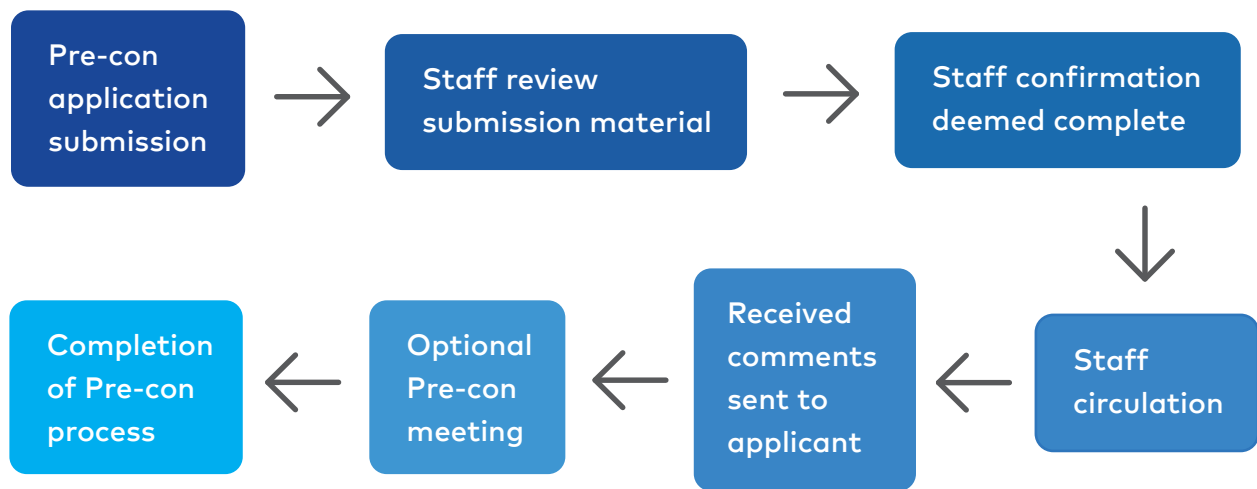 Pre-con
application
submission
Staff review
submission material
Staff confirmation
deemed complete
Staff
circulation
Received
comments
sent to
applicant
Optional
Pre-con
meeting
Completion
of Pre-con
process